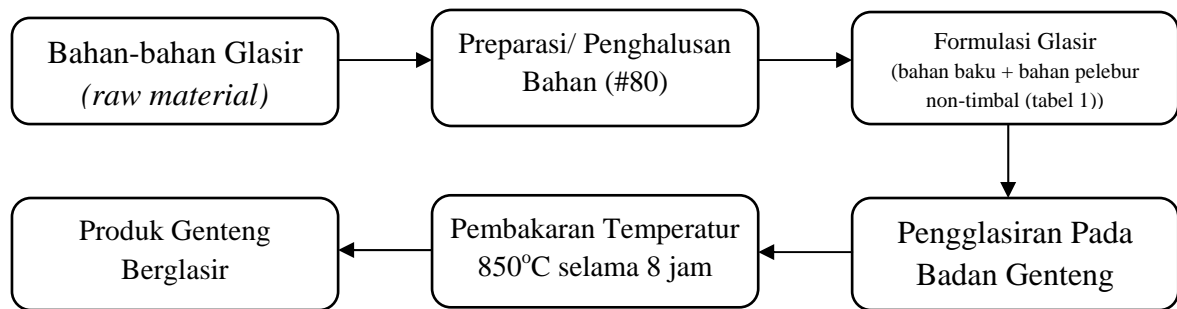 Bahan-bahan Glasir
(raw material)
Preparasi/ Penghalusan
Bahan (#80)
Formulasi Glasir
(bahan baku + bahan pelebur
non-timbal (tabel 1))
Pengglasiran Pada
Badan Genteng
Pembakaran Temperatur
850°C selama 8 jam
Produk Genteng
Berglasir